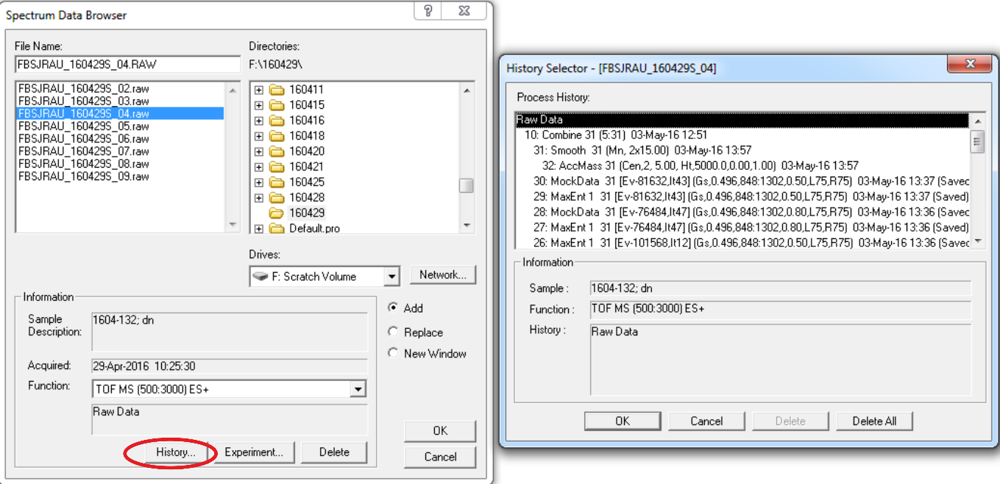 Spectrum Data Browser
File Name:
FBSJRAU_160429S_04.RAW
FBSJRAU_160429S_02.raw
FBSJRAU_160429S_03.raw
FBSJRAU_160429S_04.raw
FBSJRAU_160429S_05.raw
FBSJRAU_160429S_06.raw
FBSJRAU_160429S_07.raw
FBSJRAU_160429S_08.raw
FBSJRAU_160429S_09.raw
Directories:
F:\160429\
160411
160415
160416
160418
160420
160421
160425
160428
160429
Default.pro
Drives:
F: Scratch Volume
Network...
Information
Sample Description:
1604-132; dn
Acquired:
29-Apr-2016 10:25:30
Function:
TOF MS (500:3000) ES+
Raw Data
History...
Experiment...
Delete
Add
Replace
New Window
OK
Cancel
History Selector - [FBSJRAU_160429S_04]
Process History:
Raw Data
10: Combine 31 (5:31) 03-May-16 12:51
31: Smooth 31 (Mn, 2x15.00) 03-May-16 13:57
32: AccMass 31 (Cen,2, 5.00, Ht,5000.0,0.00,1.00) 03-May-16 13:57
30: MockData 31 [Ev-81632,It43] (Gs,0.496,848:1302,0.50,L75,R75) 03-May-16 13:37 (Savec
29: MaxEnt 1 31 [Ev-81632,It43] (Gs,0.496,848:1302,0.50,L75,R75) 03-May-16 13:37 (Saved)
28: MockData 31 [Ev-76484,It47] (Gs,0.496,848:1302,0.80,L75,R75) 03-May-16 13:36 (Savec
27: MaxEnt 1 31 [Ev-76484,It47] (Gs,0.496,848:1302,0.80,L75,R75) 03-May-16 13:36 (Saved)
26: MaxEnt 1 31 [Ev-101568,It12] (Gs,0.496,848:1302,0.50,L75,R75) 03-May-16 13:36 (Savec
Information
Sample :
1604-132; dn
Function :
TOF MS (500:3000) ES+
History :
Raw Data
OK
Cancel
Delete
Delete All